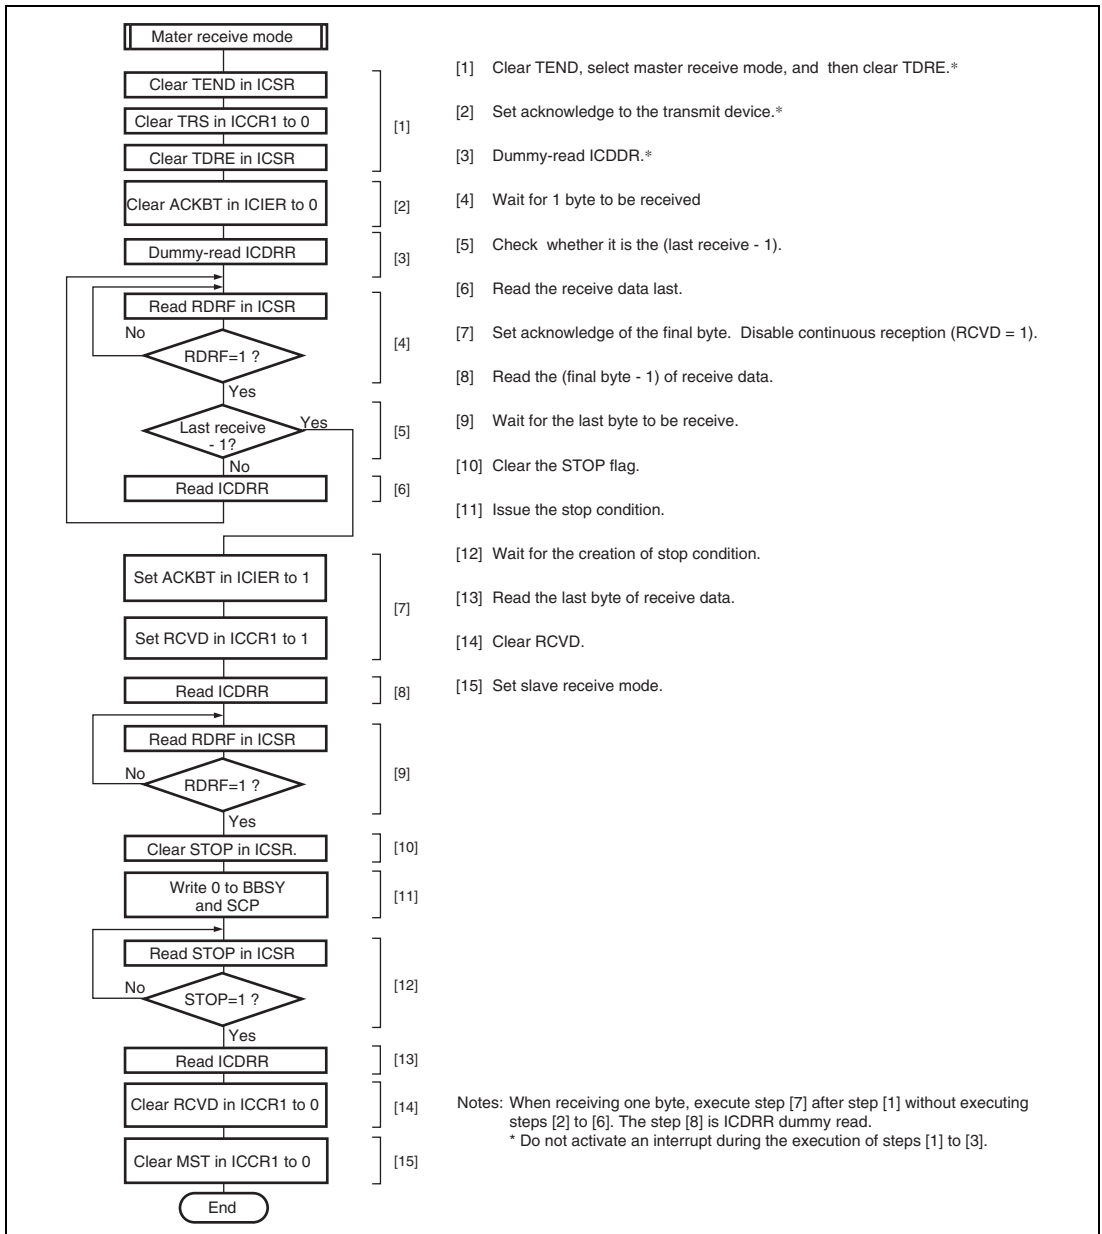 Mater receive mode
Clear TEND in ICSR
Clear TRS in ICCR1 to 0
Clear TDRE in ICSR
[1]
Clear ACKBT in ICIER to 0
[2]
Dummy-read ICDRR
[3]
Read RDRF in ICSR
No
RDRF=1 ?
[4]
Yes
Last receive
- 1?
Yes
[5]
No
Read ICDRR
[6]
Set ACKBT in ICIER to 1
[7]
Set RCVD in ICCR1 to 1
Read ICDRR
[8]
Read RDRF in ICSR
No
RDRF=1 ?
[9]
Yes
Clear STOP in ICSR.
[10]
Write 0 to BBSY
and SCP
[11]
Read STOP in ICSR
No
STOP=1 ?
[12]
Yes
Read ICDRR
[13]
Clear RCVD in ICCR1 to 0
[14]
Clear MST in ICCR1 to 0
[15]
End
[1] Clear TEND, select master receive mode, and then clear TDRE.*
[2] Set acknowledge to the transmit device.*
[3] Dummy-read ICDDR.*
[4] Wait for 1 byte to be received
[5] Check whether it is the (last receive - 1).
[6] Read the receive data last.
[7] Set acknowledge of the final byte. Disable continuous reception (RCVD = 1).
[8] Read the (final byte - 1) of receive data.
[9] Wait for the last byte to be receive.
[10] Clear the STOP flag.
[11] Issue the stop condition.
[12] Wait for the creation of stop condition.
[13] Read the last byte of receive data.
[14] Clear RCVD.
[15] Set slave receive mode.
Notes: When receiving one byte, execute step [7] after step [1] without executing
steps [2] to [6]. The step [8] is ICDRR dummy read.
* Do not activate an interrupt during the execution of steps [1] to [3].